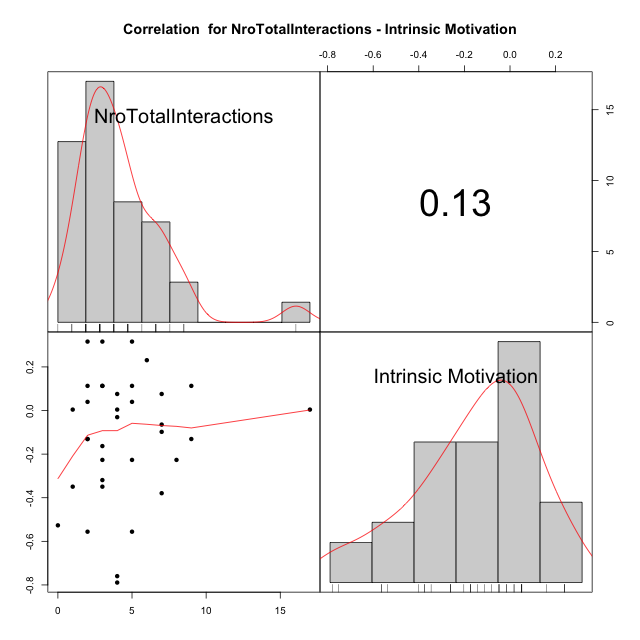 Correlation  for NroTotalInteractions - Intrinsic Motivation
-0.8 -0.6 -0.4 -0.2 0.0 0.2
NroTotalInteractions
0.13
15
10
5
0
Intrinsic Motivation
0.2
0.0
-0.2
-0.4
-0.6
-0.8
0 5 10 15